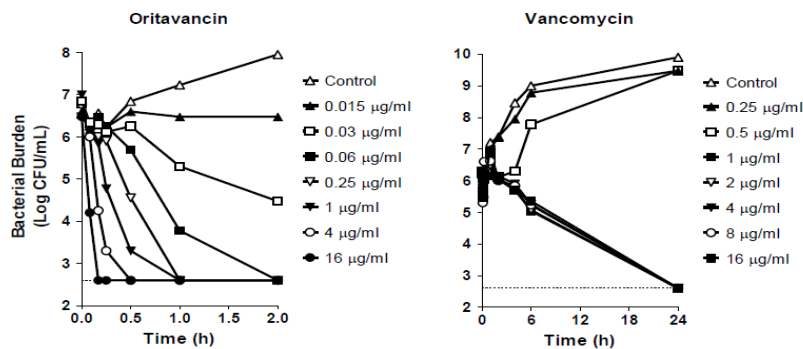 Oritavancin
Vancomycin
Bacterial Burden
(Log CFU/mL)
8
7
6
5
4
3
2
0.0 0.5 1.0 1.5 2.0
Time (h)
Control
0.015 µg/ml
0.03 µg/ml
0.06 µg/ml
0.25 µg/ml
1 µg/ml
4 µg/ml
16 µg/ml
10
9
8
7
6
5
4
3
2
0 6 12 18 24
Time (h)
Control
0.25 µg/ml
0.5 µg/ml
1 µg/ml
2 µg/ml
4 µg/ml
8 µg/ml
16 µg/ml